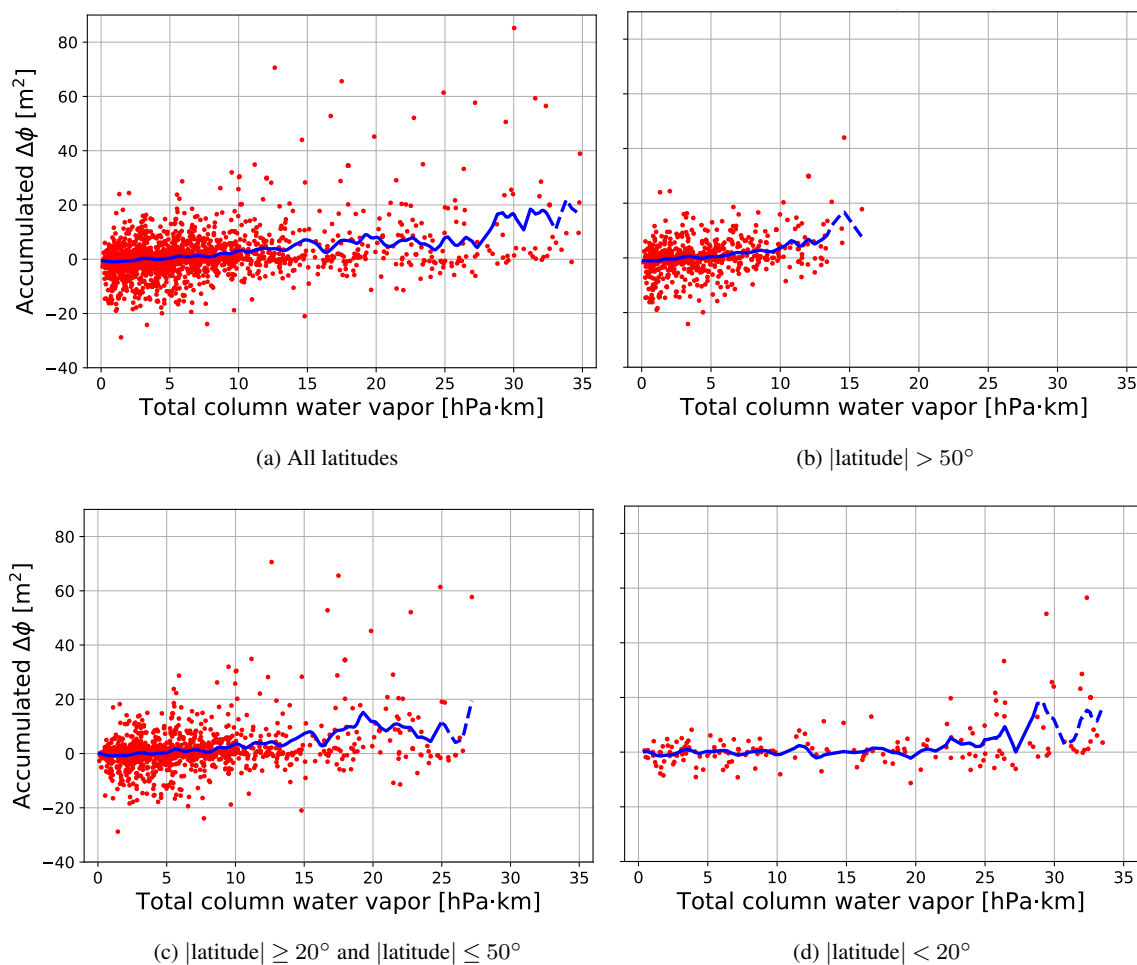 80
60
40
20
0
−20
−40
Accumulated Δϕ [m²]
0 5 10 15 20 25 30 35
Total column water vapor [hPa·km]
(a) All latitudes
0 5 10 15 20 25 30 35
Total column water vapor [hPa·km]
(b) |latitude| > 50°
80
60
40
20
0
−20
−40
Accumulated Δϕ [m²]
0 5 10 15 20 25 30 35
Total column water vapor [hPa·km]
(c) |latitude| ≥ 20° and |latitude| ≤ 50°
0 5 10 15 20 25 30 35
Total column water vapor [hPa·km]
(d) |latitude| < 20°